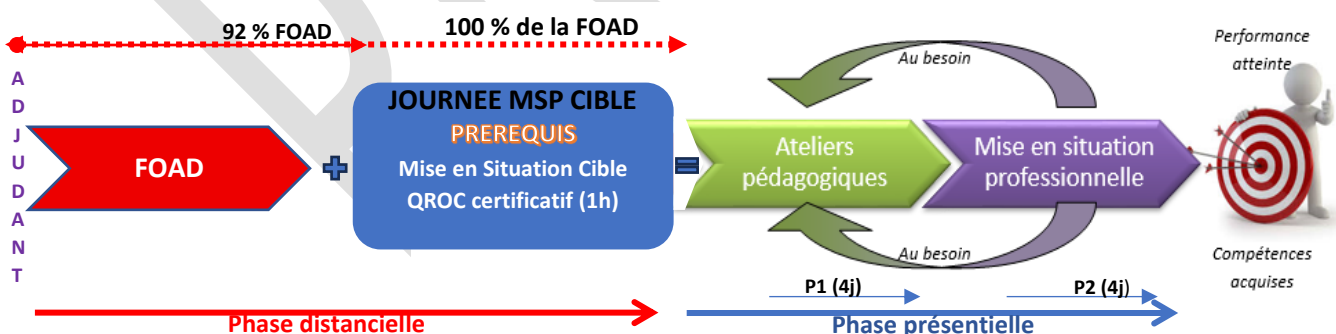 92 % FOAD
100 % de la FOAD
ADJUDANT
FOAD
+
JOURNEE MSP CIBLE
PREREQUIS
Mise en Situation Cible
QROC certificatif (1h)
=
Au besoin
Ateliers
pédagogiques
Mise en situation
professionnelle
Au besoin
Performance
atteinte
Compétences
acquises
P1 (4j)
P2 (4j)
Phase distancielle
Phase présentielle